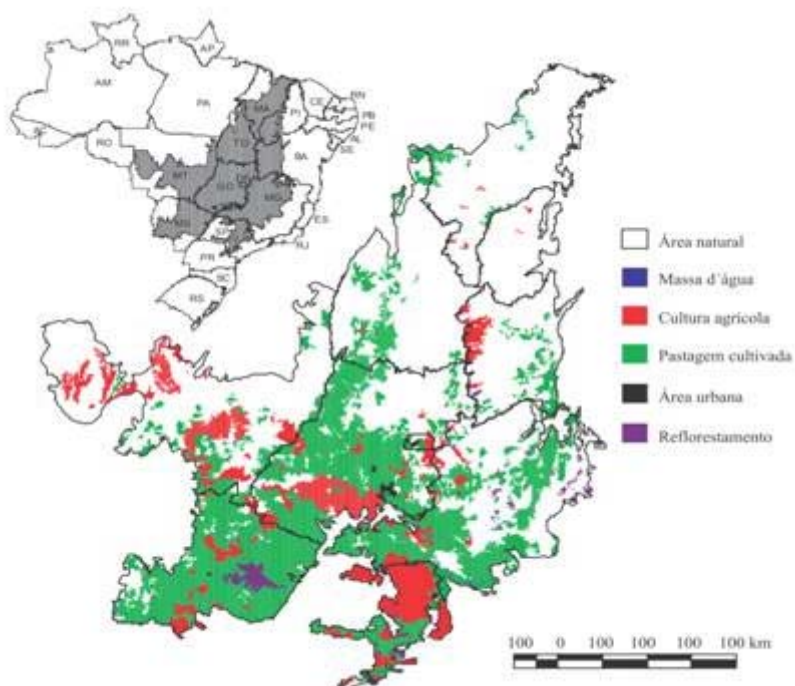 RR
AP
AM
PA
MA
CE
RN
PI
PB
PE
AL
SE
TO
RO
BA
MT
GO
DF
MG
ES
MS
SP
RJ
PR
SC
RS
Área natural
Massa d´água
Cultura agrícola
Pastagem cultivada
Área urbana
Reflorestamento
100 0 100 100 100 km